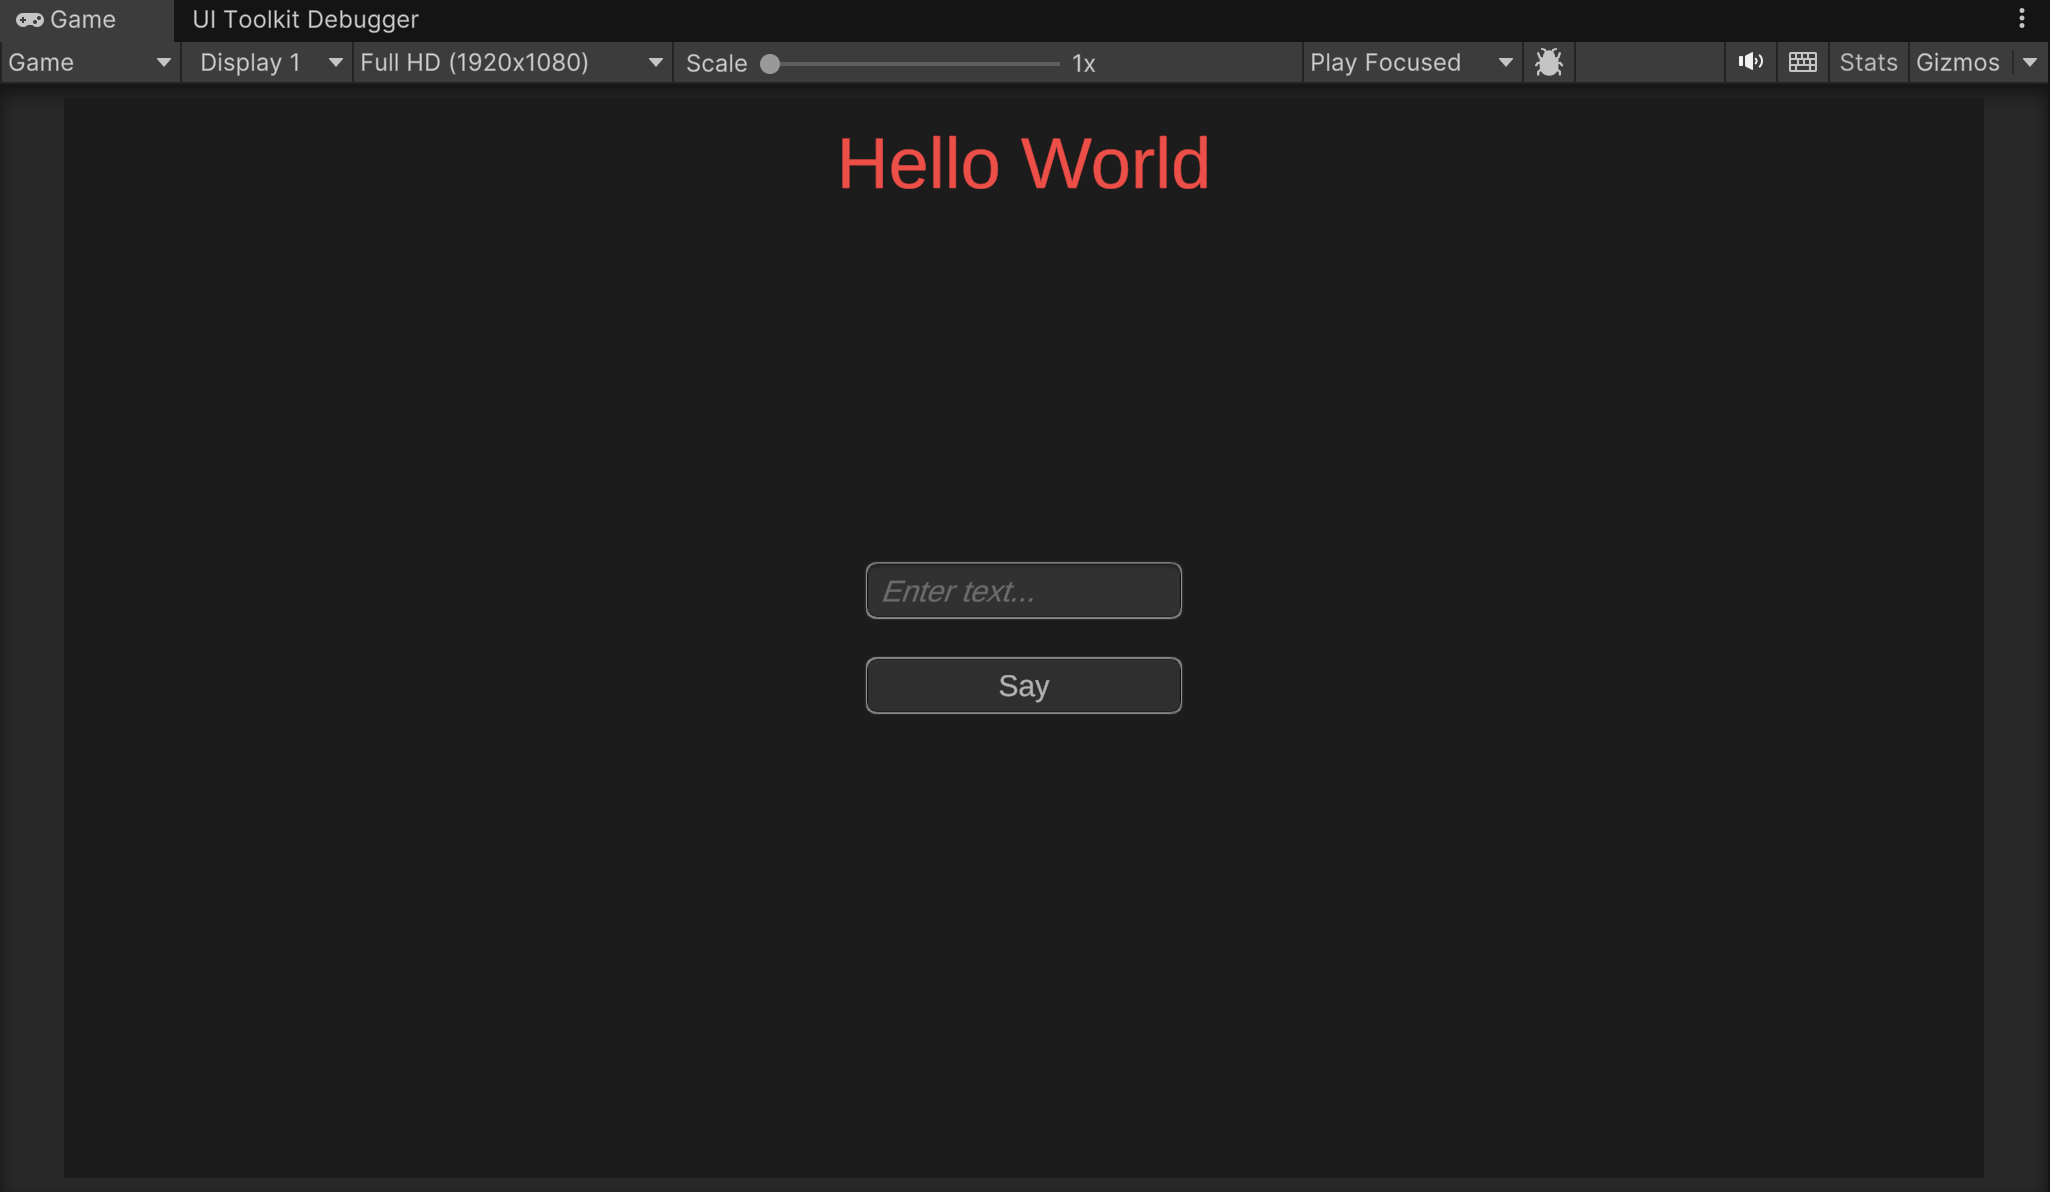 Game
UI Toolkit Debugger
Game
Display 1
Full HD (1920x1080)
Scale
1x
Play Focused
Stats
Gizmos
Hello World
Enter text...
Say